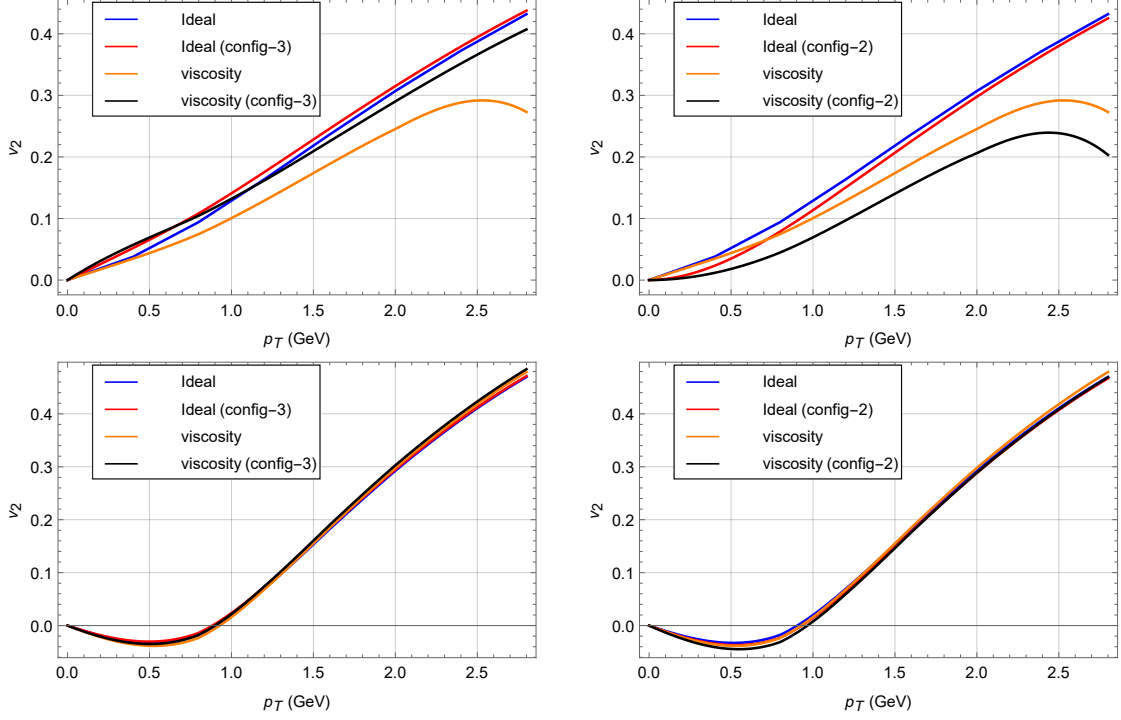 Ideal
Ideal (config-3)
viscosity
viscosity (config-3)
0.4
0.3
0.2
0.1
0.0
v2
0.0 0.5 1.0 1.5 2.0 2.5
pT (GeV)
Ideal
Ideal (config-2)
viscosity
viscosity (config-2)
0.4
0.3
0.2
0.1
0.0
v2
0.0 0.5 1.0 1.5 2.0 2.5
pT (GeV)
Ideal
Ideal (config-3)
viscosity
viscosity (config-3)
0.4
0.3
0.2
0.1
0.0
v2
0.0 0.5 1.0 1.5 2.0 2.5
pT (GeV)
Ideal
Ideal (config-2)
viscosity
viscosity (config-2)
0.4
0.3
0.2
0.1
0.0
v2
0.0 0.5 1.0 1.5 2.0 2.5
pT (GeV)